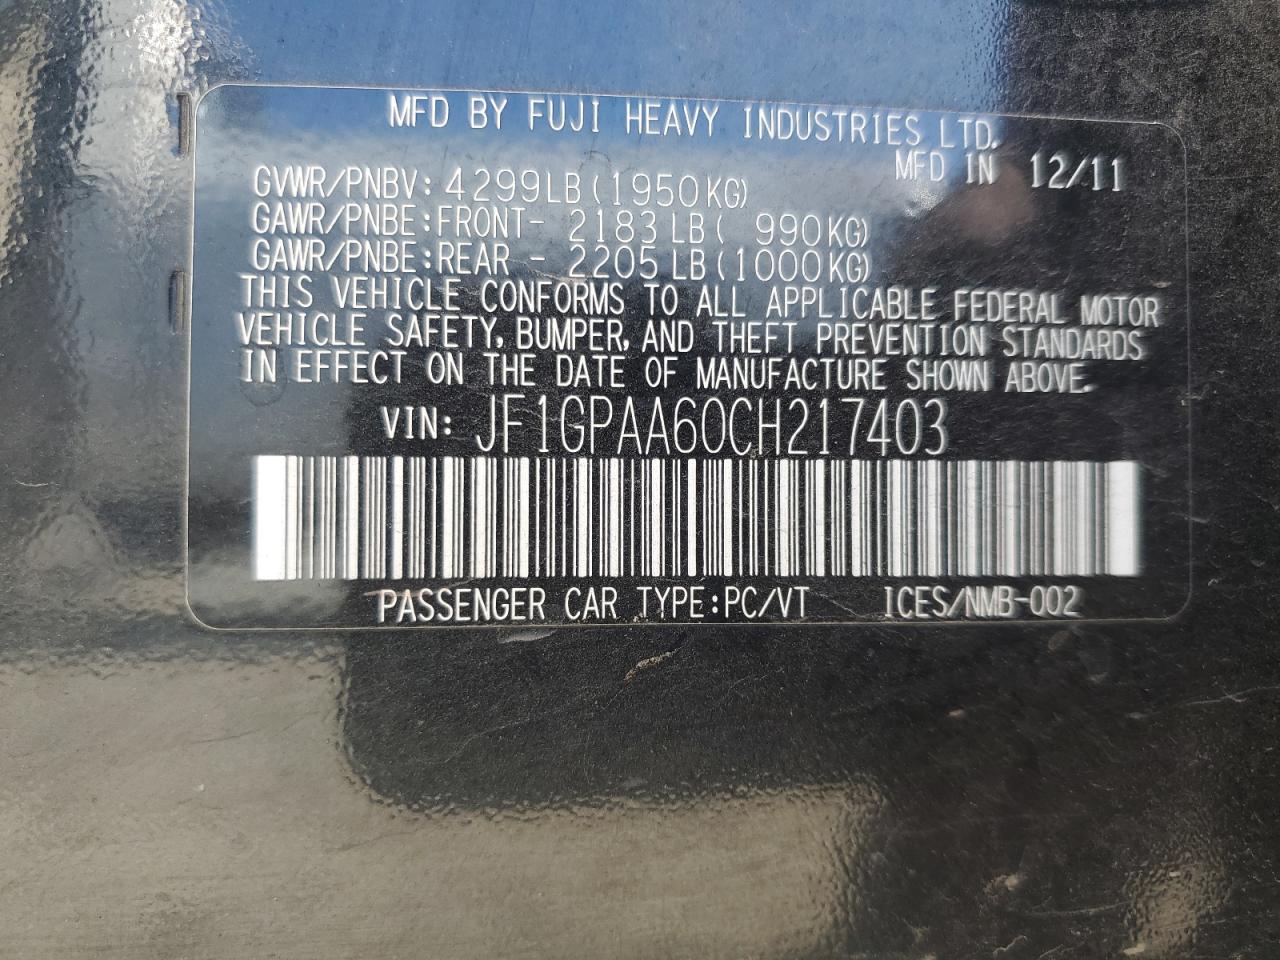 MFD BY FUJI HEAVY INDUSTRIES LTD.
MFD IN 12/11
GVWR/PNBV: 4299LB (1950KG)
GAWR/PNBE:FRONT- 2183 LB ( 990KG)
GAWR/PNBE:REAR - 2205 LB (1000KG)
THIS VEHICLE CONFORMS TO ALL APPLICABLE FEDERAL MOTOR
VEHICLE SAFETY, BUMPER, AND THEFT PREVENTION STANDARDS
IN EFFECT ON THE DATE OF MANUFACTURE SHOWN ABOVE.
VIN: JF1GPAA60CH217403
PASSENGER CAR TYPE:PC/VT ICES/NMB-002